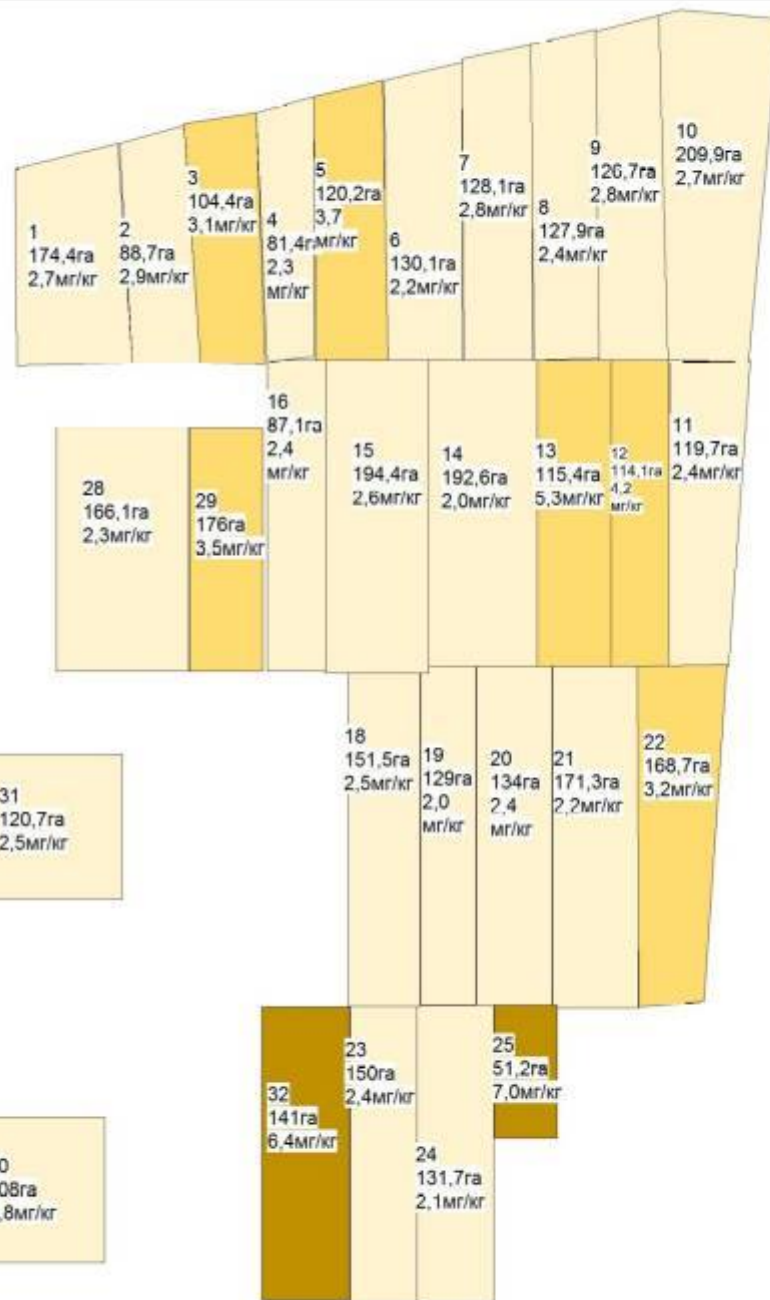 1
174,4га
2,7мг/кг
2
88,7га
2,9мг/кг
3
104,4га
3,1мг/кг
4
81,4г
2,3
мг/кг
5
120,2га
3,7
мг/кг
6
130,1га
2,2мг/кг
7
128,1га
2,8мг/кг
8
127,9га
2,4мг/кг
9
126,7га
2,8мг/кг
10
209,9га
2,7мг/кг
16
87,1га
2,4
мг/кг
15
194,4га
2,6мг/кг
14
192,6га
2,0мг/кг
13
115,4га
5,3мг/кг
12
114,1га
4,2
мг/кг
11
119,7га
2,4мг/кг
28
166,1га
2,3мг/кг
29
176га
3,5мг/кг
18
151,5га
2,5мг/кг
19
129га
2,0
мг/кг
20
134га
2,4
мг/кг
21
171,3га
2,2мг/кг
22
168,7га
3,2мг/кг
31
120,7га
2,5мг/кг
32
141га
6,4мг/кг
23
150га
2,4мг/кг
24
131,7га
2,1мг/кг
25
51,2га
7,0мг/кг
0
08га
,8мг/кг